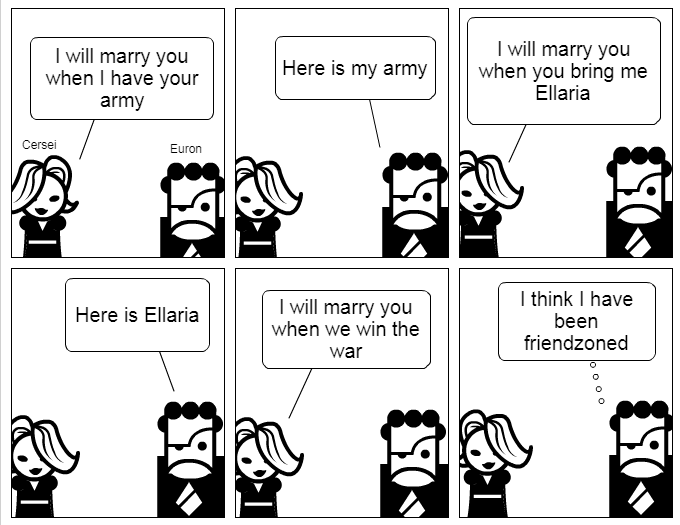 I will marry you
when I have your
army
Cersei
Euron
Here is my army
I will marry you
when you bring me
Ellaria
Here is Ellaria
I will marry you
when we win the
war
I think I have
been
friendzoned